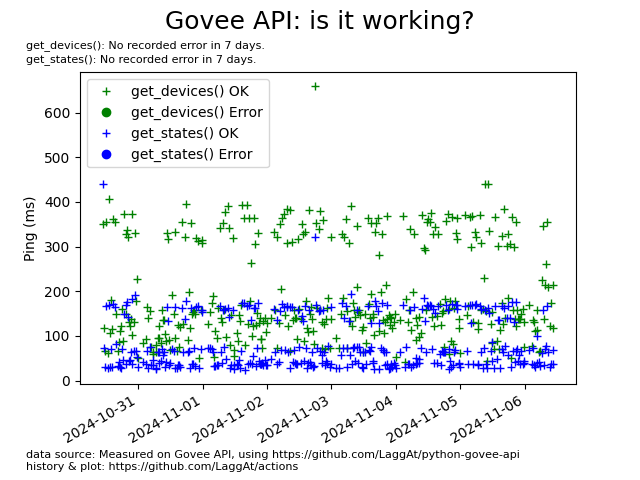 Govee API: is it working?
get_devices(): No recorded error in 7 days.
get_states(): No recorded error in 7 days.
get_devices() OK
get_devices() Error
get_states() OK
get_states() Error
Ping (ms)
600
500
400
300
200
100
0
2024-10-31
2024-11-01
2024-11-02
2024-11-03
2024-11-04
2024-11-05
2024-11-06
data source: Measured on Govee API, using https://github.com/LaggAt/python-govee-api
history & plot: https://github.com/LaggAt/actions